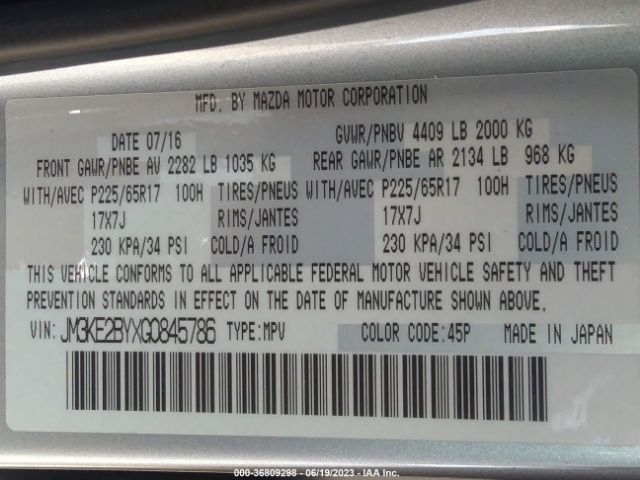 MFD. BY MAZDA MOTOR CORPORATION
DATE 07/16 GVWR/PNBV 4409 LB 2000 KG
FRONT GAWR/PNBE AV 2282 LB 1035 KG REAR GAWR/PNBE AR 2134 LB 968 KG
WITH/AVEC P225/65R17 100H TIRES/PNEUS WITH/AVEC P225/65R17 100H TIRES/PNEUS
17X7J RIMS/JANTES 17X7J RIMS/JANTES
230 KPA/34 PSI COLD/A FROID 230 KPA/34 PSI COLD/A FROID
THIS VEHICLE CONFORMS TO ALL APPLICABLE FEDERAL MOTOR VEHICLE SAFETY AND THEFT
PREVENTION STANDARDS IN EFFECT ON THE DATE OF MANUFACTURE SHOWN ABOVE.
VIN: JM3KE2BYXG0845786 TYPE:MPV COLOR CODE:45P MADE IN JAPAN
000-36809298 - 06/19/2023 - IAA Inc.